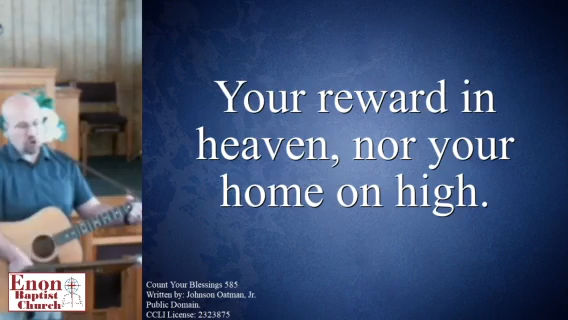 Your reward in
heaven, nor your
home on high.
Enon
Baptist
Church
Count Your Blessings 585
Written by: Johnson Oatman, Jr.
Public Domain.
CCLI License: 2323875